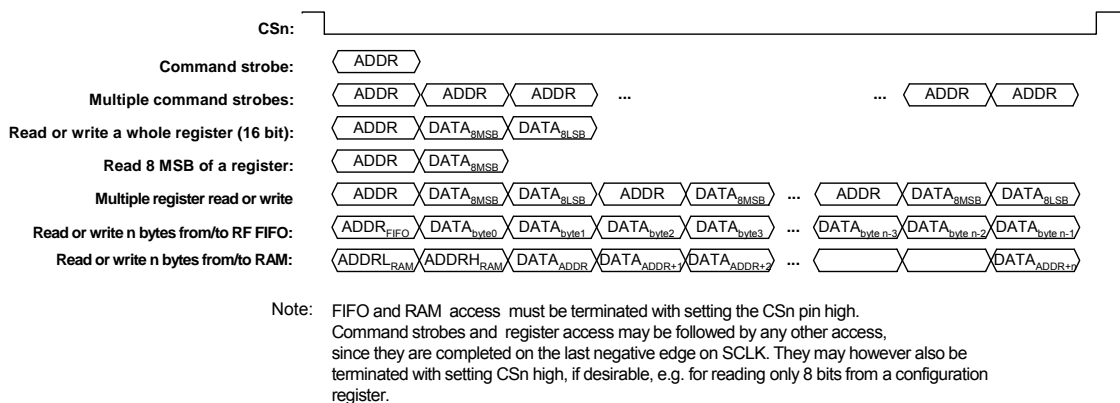 CSn:
Command strobe: ADDR
Multiple command strobes: ADDR ADDR ADDR ... ... ADDR ADDR
Read or write a whole register (16 bit): ADDR DATA8MSB DATA8LSB
Read 8 MSB of a register: ADDR DATA8MSB
Multiple register read or write ADDR DATA8MSB DATA8LSB ADDR DATA8MSB ... ADDR DATA8MSB DATA8LSB
Read or write n bytes from/to RF FIFO: ADDRFIFO DATAbyte0 DATAbyte1 DATAbyte2 DATAbyte3 ... DATAbyte n-3 DATAbyte n-2 DATAbyte n-1
Read or write n bytes from/to RAM: ADDRLRAM ADDRHRAM DATAADDR DATAADDR+1 DATAADDR+2 ... DATAADDR+n
Note: FIFO and RAM access must be terminated with setting the CSn pin high.
Command strobes and register access may be followed by any other access,
since they are completed on the last negative edge on SCLK. They may however also be
terminated with setting CSn high, if desirable, e.g. for reading only 8 bits from a configuration
register.